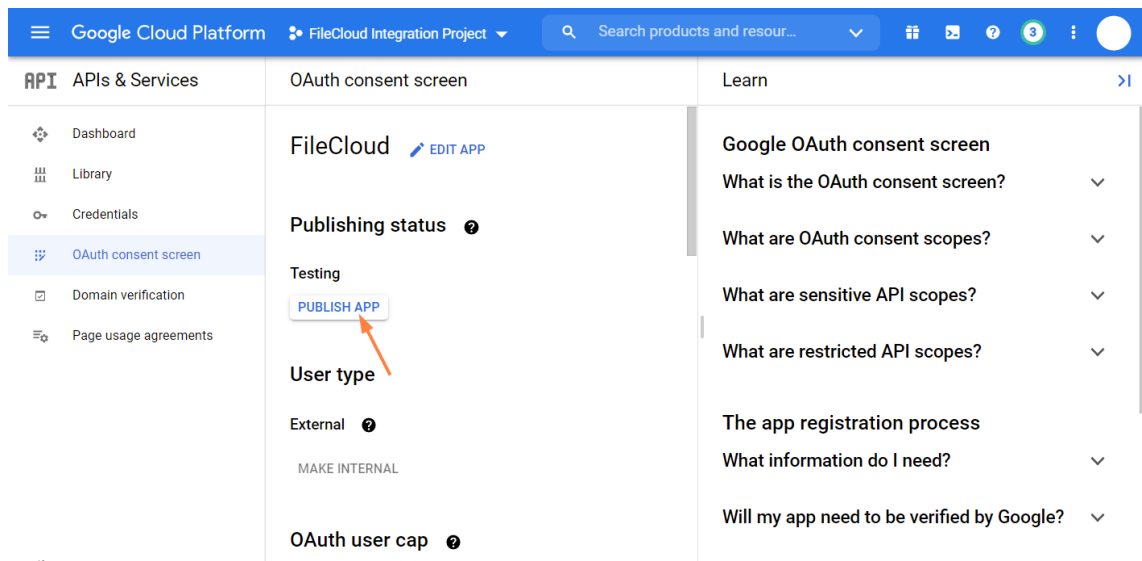 Google Cloud Platform
FileCloud Integration Project
Search products and resour...
3
API APIs & Services
Dashboard
Library
Credentials
OAuth consent screen
Domain verification
Page usage agreements
OAuth consent screen
FileCloud
EDIT APP
Publishing status
Testing
PUBLISH APP
User type
External
MAKE INTERNAL
OAuth user cap
Learn
Google OAuth consent screen
What is the OAuth consent screen?
What are OAuth consent scopes?
What are sensitive API scopes?
What are restricted API scopes?
The app registration process
What information do I need?
Will my app need to be verified by Google?